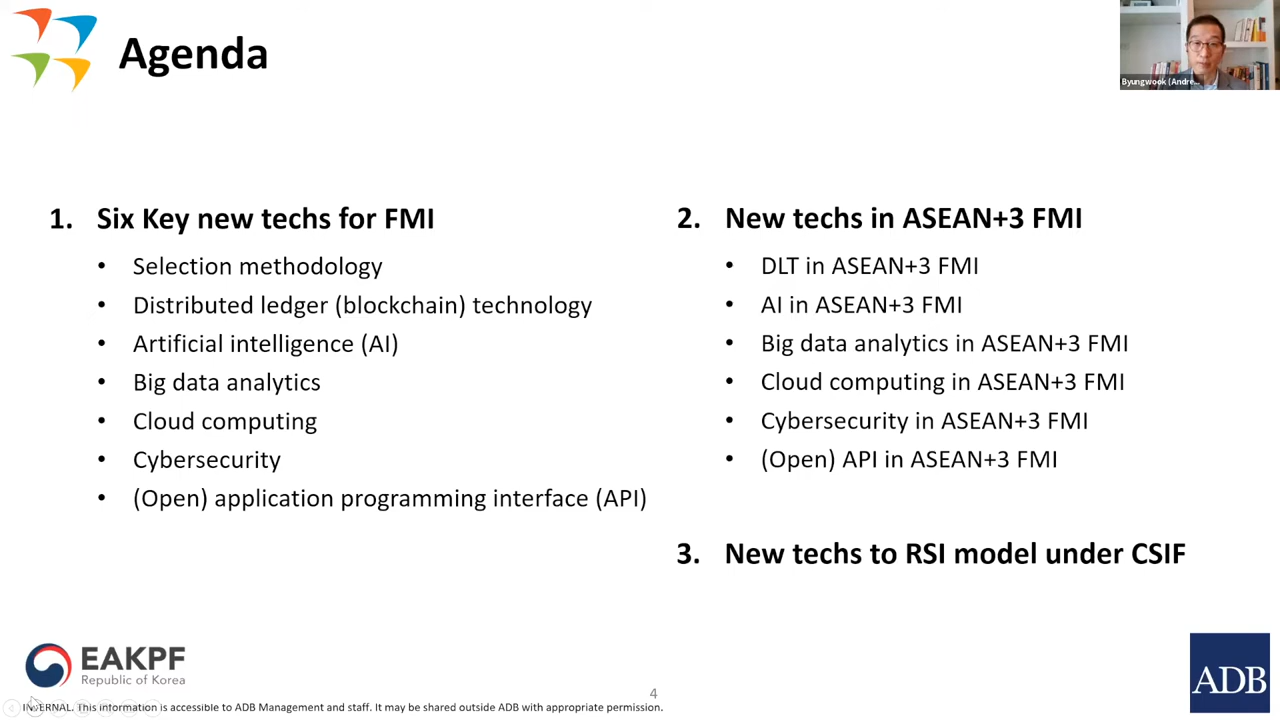 Agenda
Byungwook (Andre...
1. Six Key new techs for FMI
• Selection methodology
• Distributed ledger (blockchain) technology
• Artificial intelligence (AI)
• Big data analytics
• Cloud computing
• Cybersecurity
• (Open) application programming interface (API)
2. New techs in ASEAN+3 FMI
• DLT in ASEAN+3 FMI
• AI in ASEAN+3 FMI
• Big data analytics in ASEAN+3 FMI
• Cloud computing in ASEAN+3 FMI
• Cybersecurity in ASEAN+3 FMI
• (Open) API in ASEAN+3 FMI
3. New techs to RSI model under CSIF
EAKPF
Republic of Korea
ADB
4
INTERNAL. This information is accessible to ADB Management and staff. It may be shared outside ADB with appropriate permission.